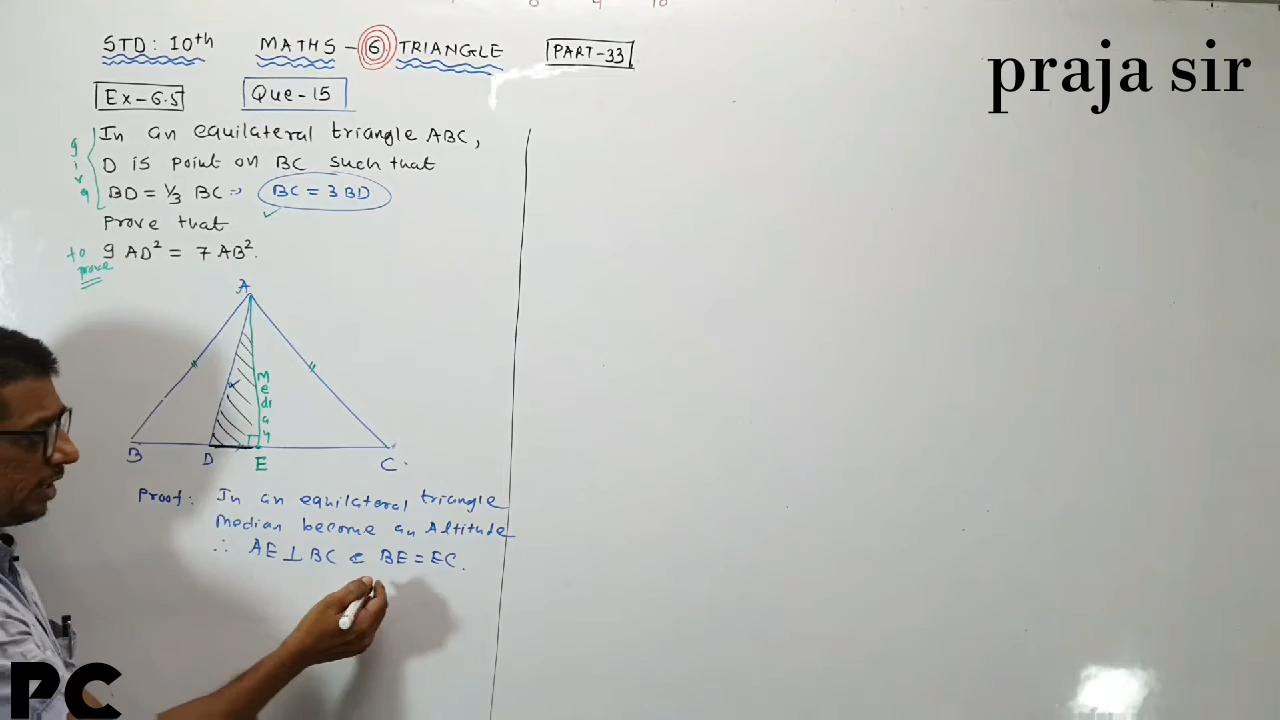 praja sir
STD: 10th MATHS - 6 TRIANGLE PART-33
Ex-6.5 Que-15
In an equilateral triangle ABC,
D is point on BC such that
BD = 1/3 BC BC = 3 BD
Prove that
9 AD² = 7 AB².
to
prove
A
Median
B D E C
Proof: In an equilateral triangle
Median become an Altitude
∴ AE ⊥ BC & BE = EC.
PC